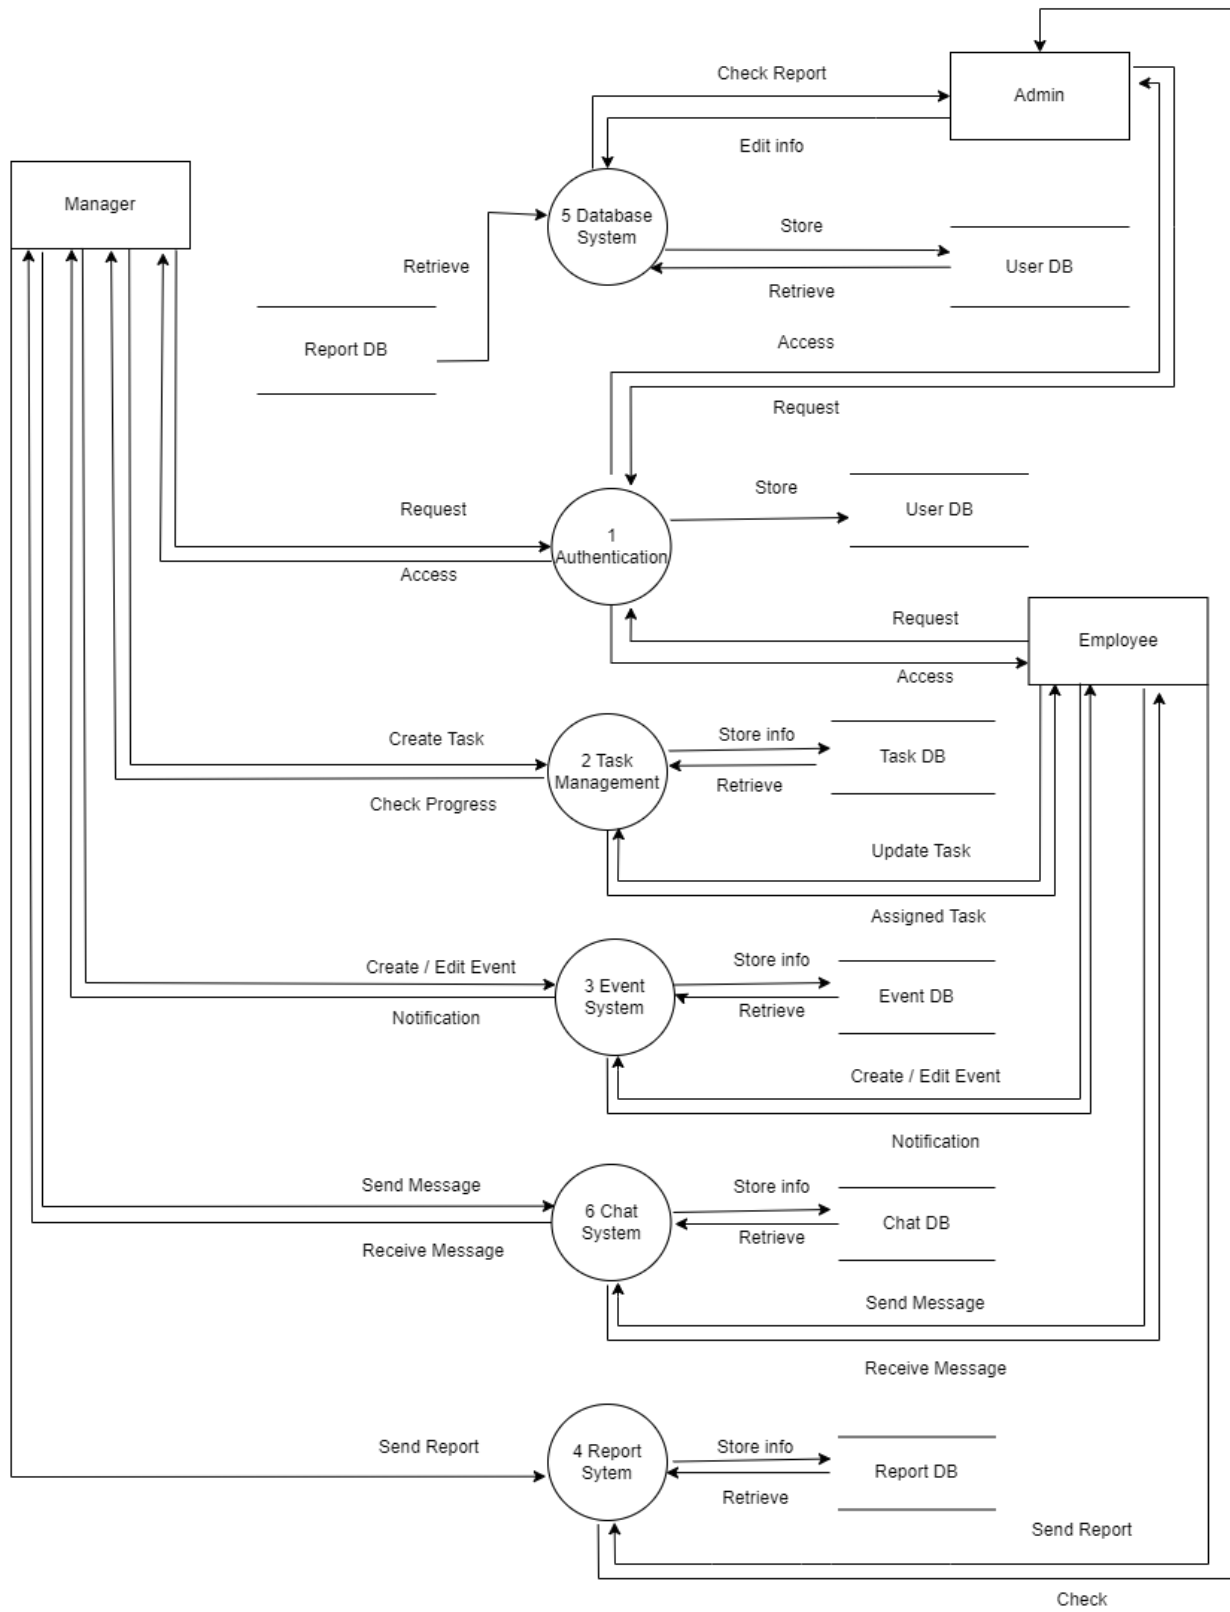 Check Report
Admin
Edit info
Manager
5 Database
System
Store
Retrieve
User DB
Retrieve
Report DB
Access
Request
Store
Request
User DB
1
Authentication
Access
Request
Employee
Access
Create Task
Store info
2 Task
Management
Task DB
Retrieve
Check Progress
Update Task
Assigned Task
Create / Edit Event
Store info
3 Event
System
Event DB
Notification
Retrieve
Create / Edit Event
Notification
Send Message
Store info
6 Chat
System
Chat DB
Receive Message
Retrieve
Send Message
Receive Message
Send Report
Store info
4 Report
Sytem
Report DB
Retrieve
Send Report
Check